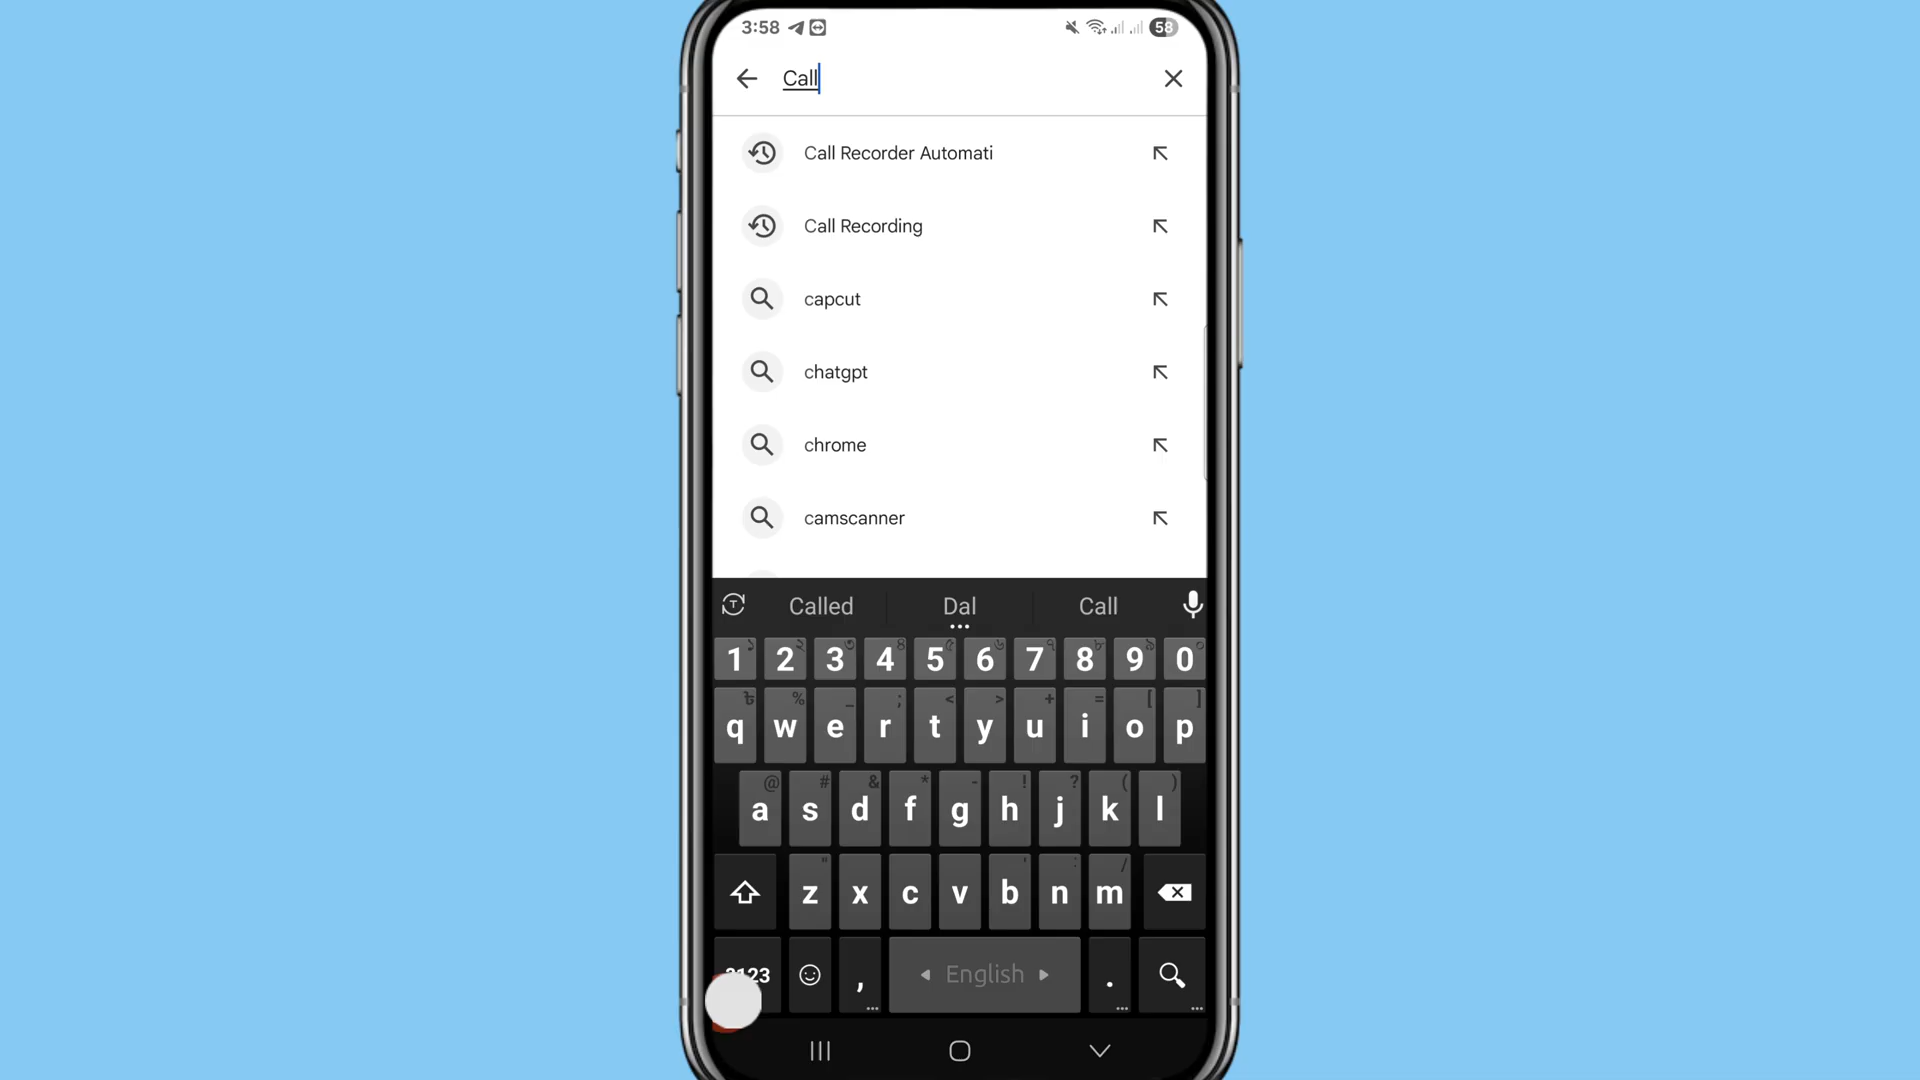 3:58
58
Call
Call Recorder Automati
Call Recording
capcut
chatgpt
chrome
camscanner
Called Dal Call
1 2 3 4 5 6 7 8 9 0
% _ ; < > + = [ ]
q w e r t y u i o p
@ # & * - ! ? ( )
a s d f g h j k l
" ' : /
z x c v b n m
123 , English .